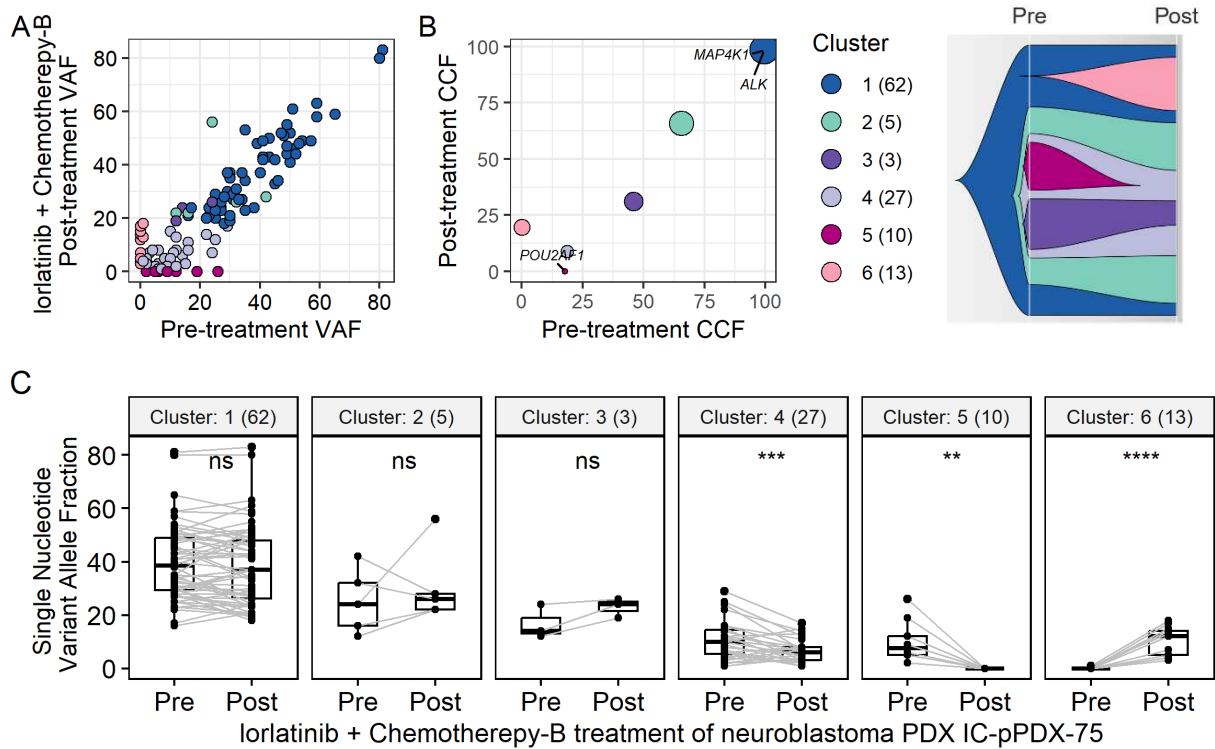 A
Iorlatinib + Chemotherepy-B
Post-treatment VAF
80
60
40
20
0
0 20 40 60 80
Pre-treatment VAF
B
Post-treatment CCF
100
75
50
25
0
MAP4K1
ALK
POU2AF1
0 25 50 75 100
Pre-treatment CCF
Cluster
1 (62)
2 (5)
3 (3)
4 (27)
5 (10)
6 (13)
Pre Post
C
Single Nucleotide
Variant Allele Fraction
80
60
40
20
0
Cluster: 1 (62) Cluster: 2 (5) Cluster: 3 (3) Cluster: 4 (27) Cluster: 5 (10) Cluster: 6 (13)
ns ns ns *** ** ****
Pre Post Pre Post Pre Post Pre Post Pre Post Pre Post
Iorlatinib + Chemotherepy-B treatment of neuroblastoma PDX IC-pPDX-75